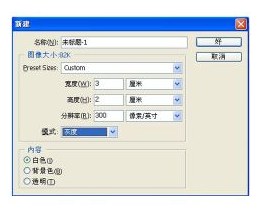 新建
名称(N): 未标题-1
好
图像大小:82K
取消
Preset Sizes: Custom
宽度(W): 3 厘米
高度(H): 2 厘米
分辨率(R): 300 像素/英寸
模式: 灰度
内容
白色(I)
背景色(B)
透明(T)